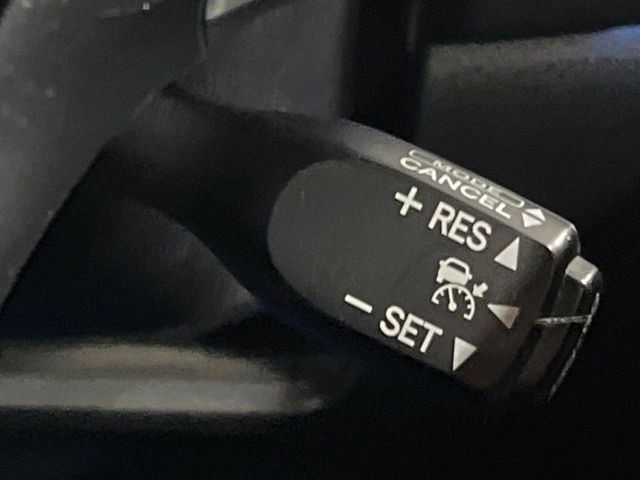 MODE
CANCEL
+ RES
- SET